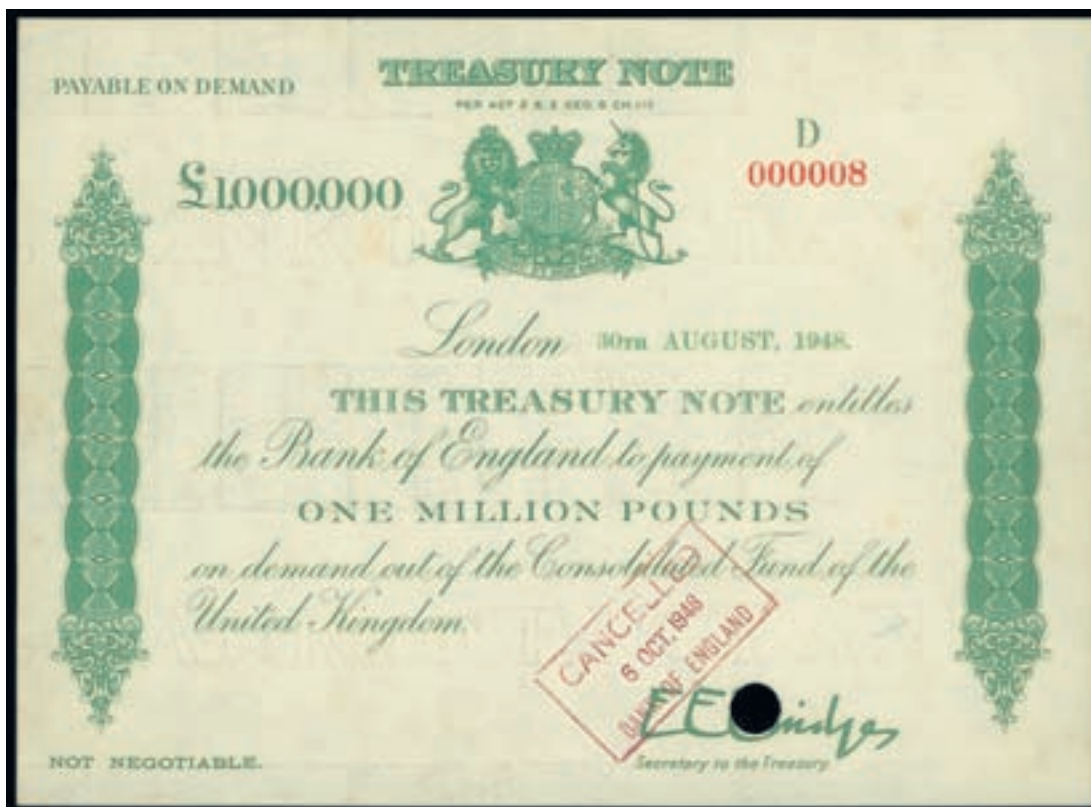 TREASURY NOTE
PAYABLE ON DEMAND
D
£1,000,000
000008
London 30TH AUGUST, 1948.
THIS TREASURY NOTE entitles
the Bank of England to payment of
ONE MILLION POUNDS
on demand out of the Consolidated Fund of the
United Kingdom.
CANCELLED
6 OCT. 1948
BANK OF ENGLAND
E E Bridges
Secretary to the Treasury
NOT NEGOTIABLE.